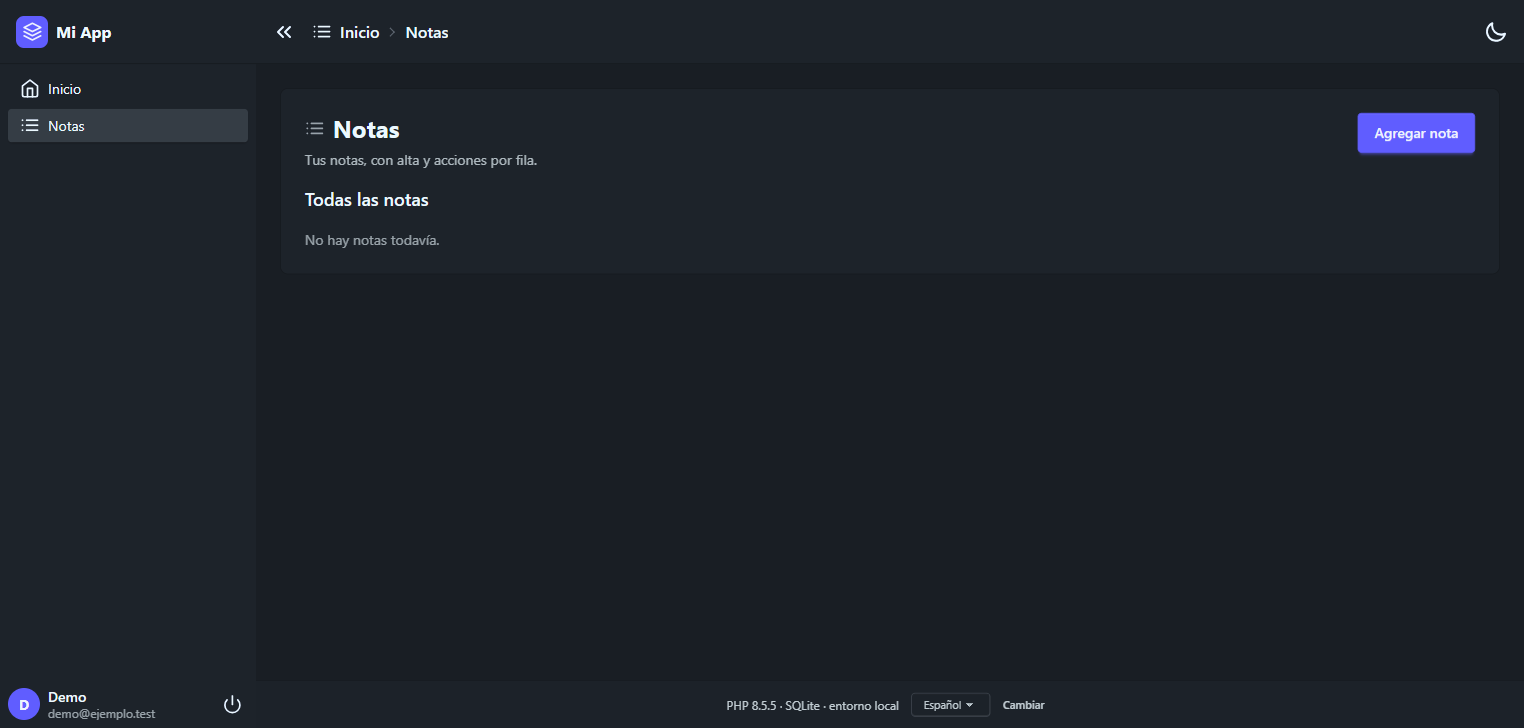 Mi App
Inicio
Notas
Inicio > Notas
Notas
Agregar nota
Tus notas, con alta y acciones por fila.
Todas las notas
No hay notas todavía.
D
Demo
demo@ejemplo.test
PHP 8.5.5 · SQLite · entorno local
Español
Cambiar